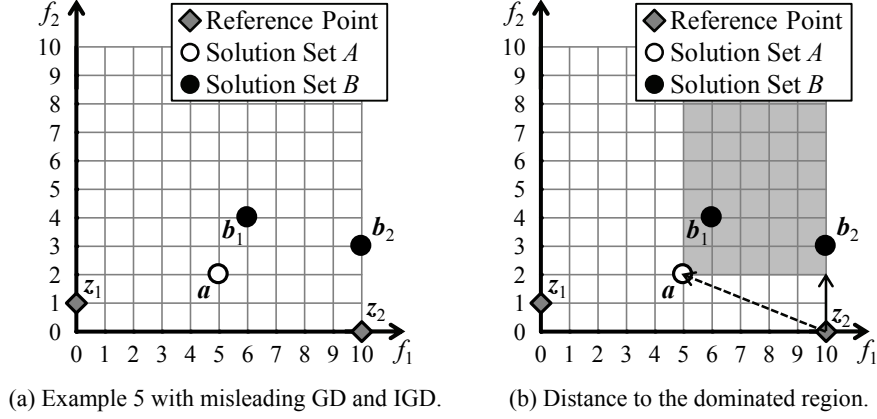 f2
Reference Point
Solution Set A
Solution Set B
10
9
8
7
6
5
4
3
2
1
0
b1
b2
a
z1
z2
0 1 2 3 4 5 6 7 8 9 10 f1
(a) Example 5 with misleading GD and IGD.
f2
Reference Point
Solution Set A
Solution Set B
10
9
8
7
6
5
4
3
2
1
0
b1
b2
a
z1
z2
0 1 2 3 4 5 6 7 8 9 10 f1
(b) Distance to the dominated region.